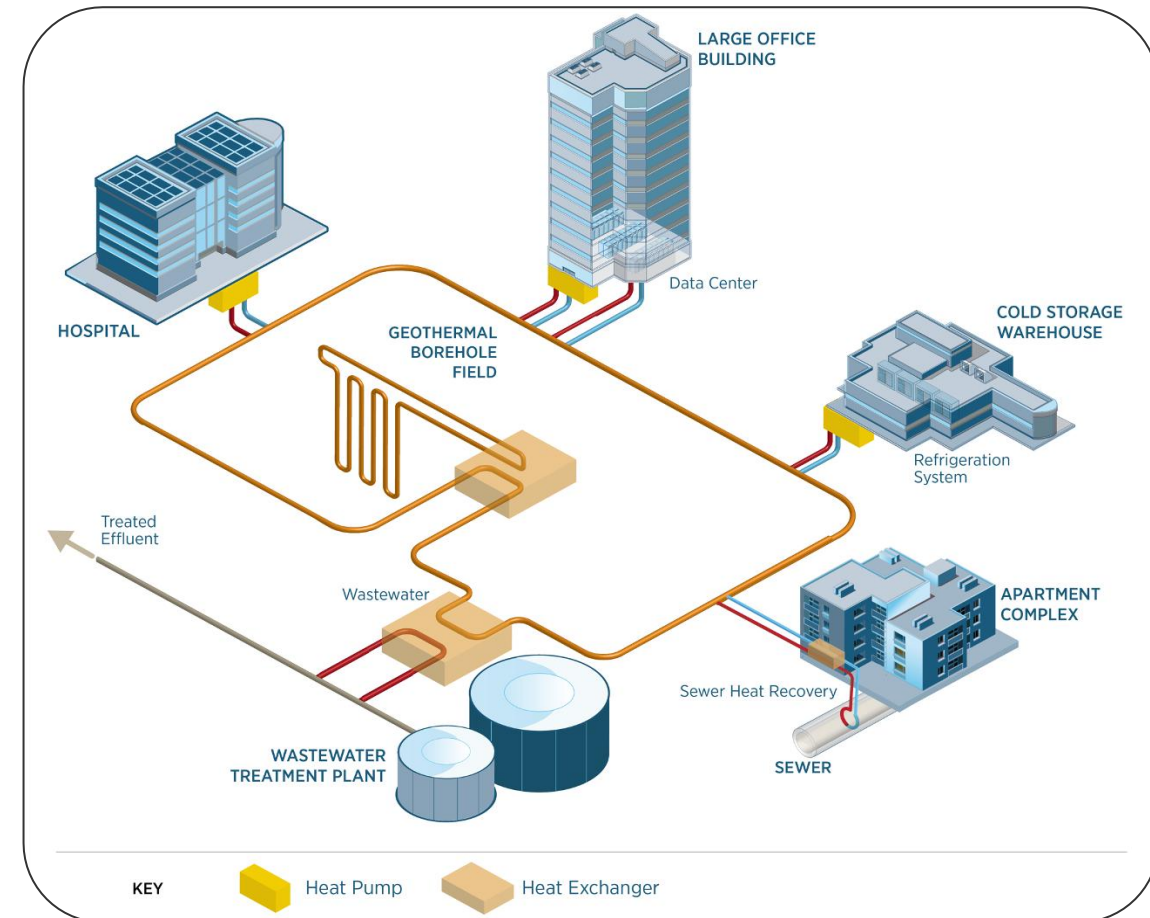 LARGE OFFICE
BUILDING
Data Center
HOSPITAL
GEOTHERMAL
BOREHOLE
FIELD
COLD STORAGE
WAREHOUSE
Refrigeration
System
Treated
Effluent
Wastewater
APARTMENT
COMPLEX
Sewer Heat Recovery
SEWER
WASTEWATER
TREATMENT PLANT
KEY
Heat Pump
Heat Exchanger